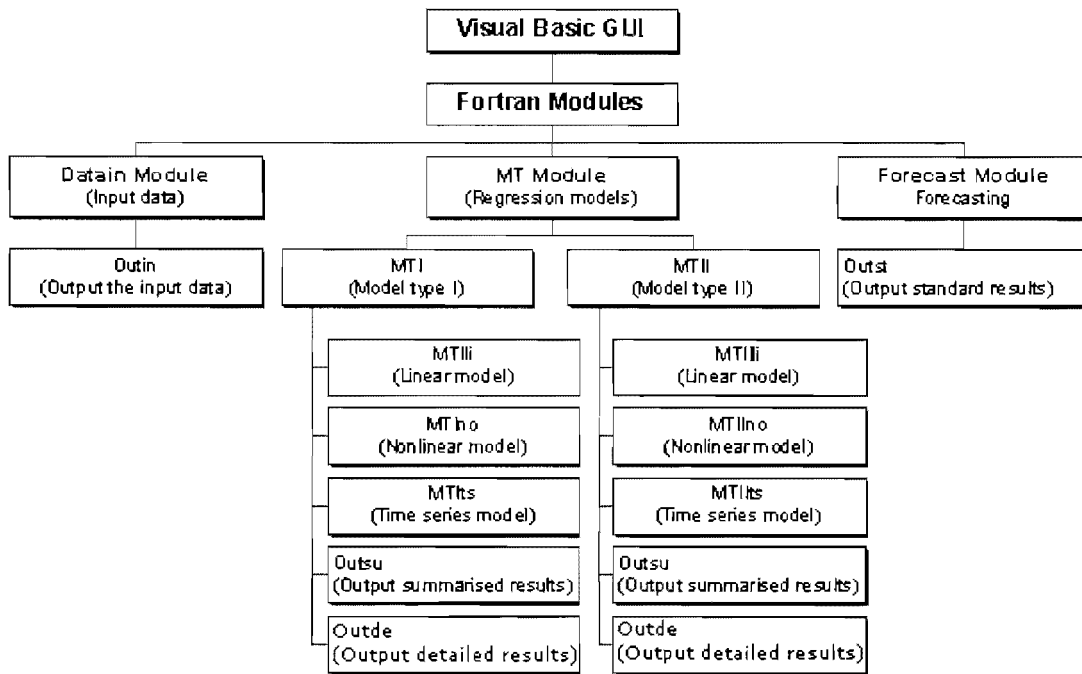 Visual Basic GUI
Fortran Modules
Datain Module
(Input data)
MT Module
(Regression models)
Forecast Module
Forecasting
Outin
(Output the input data)
MTI
(Model type I)
MTII
(Model type II)
Outst
(Output standard results)
MTIli
(Linear model)
MTIIli
(Linear model)
MTIno
(Nonlinear model)
MTIIno
(Nonlinear model)
MTIts
(Time series model)
MTIIts
(Time series model)
Outsu
(Output summarised results)
Outsu
(Output summarised results)
Outde
(Output detailed results)
Outde
(Output detailed results)